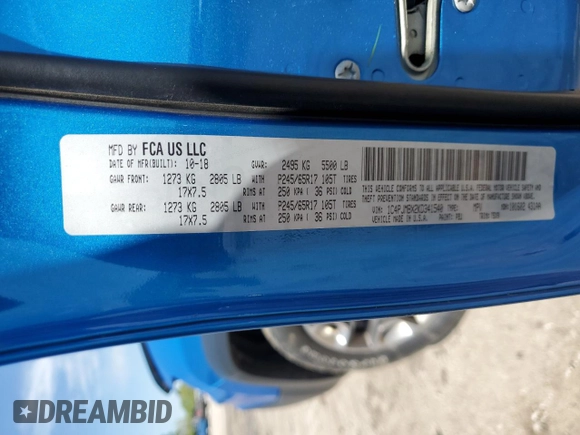 MFD BY FCA US LLC
DATE OF MFR(BUILT): 10-18 GVWR: 2495 KG 5500 LB
GAWR FRONT: 1273 KG 2805 LB WITH P245/65R17 105T TIRES
17X7.5 RIMS AT 250 KPA / 36 PSI COLD
GAWR REAR: 1273 KG 2805 LB WITH P245/65R17 105T TIRES
17X7.5 RIMS AT 250 KPA / 36 PSI COLD
THIS VEHICLE CONFORMS TO ALL APPLICABLE U.S.A. FEDERAL MOTOR VEHICLE SAFETY AND
THEFT PREVENTION STANDARDS IN EFFECT ON THE DATE OF MANUFACTURE SHOWN ABOVE.
VIN: TYPE: MPV
VEHICLE MADE IN U.S.A. PAINT:
DREAMBID